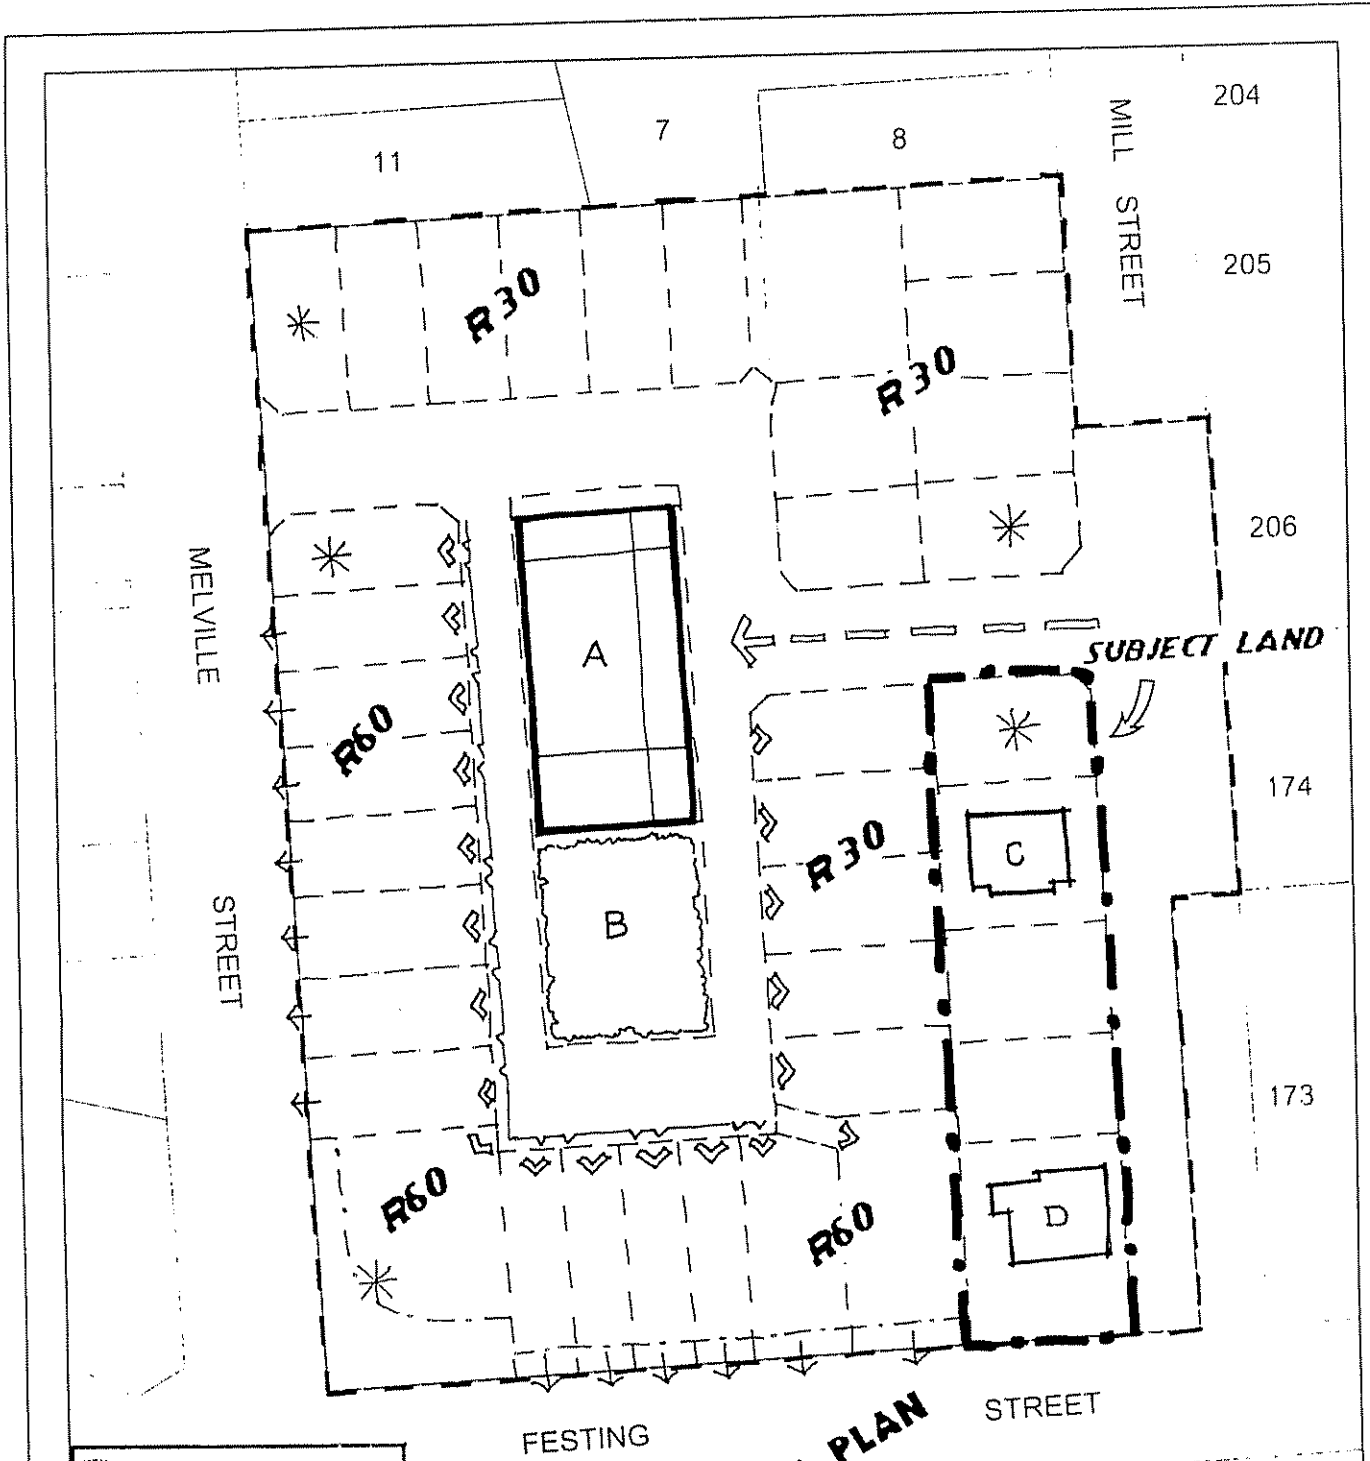 204
7
8
11
MILL STREET
205
R30
R30
206
MELVILLE STREET
A
SUBJECT LAND
R60
174
C
R30
B
173
R60
D
R60
FESTING STREET
PLAN